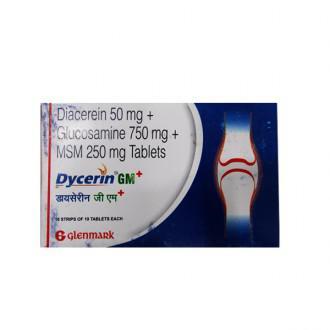 Diacerein 50 mg +
Glucosamine 750 mg +
MSM 250 mg Tablets
Dycerin® GM+
डायसेरीन जी एम+
10 STRIPS OF 10 TABLETS EACH
G Glenmark